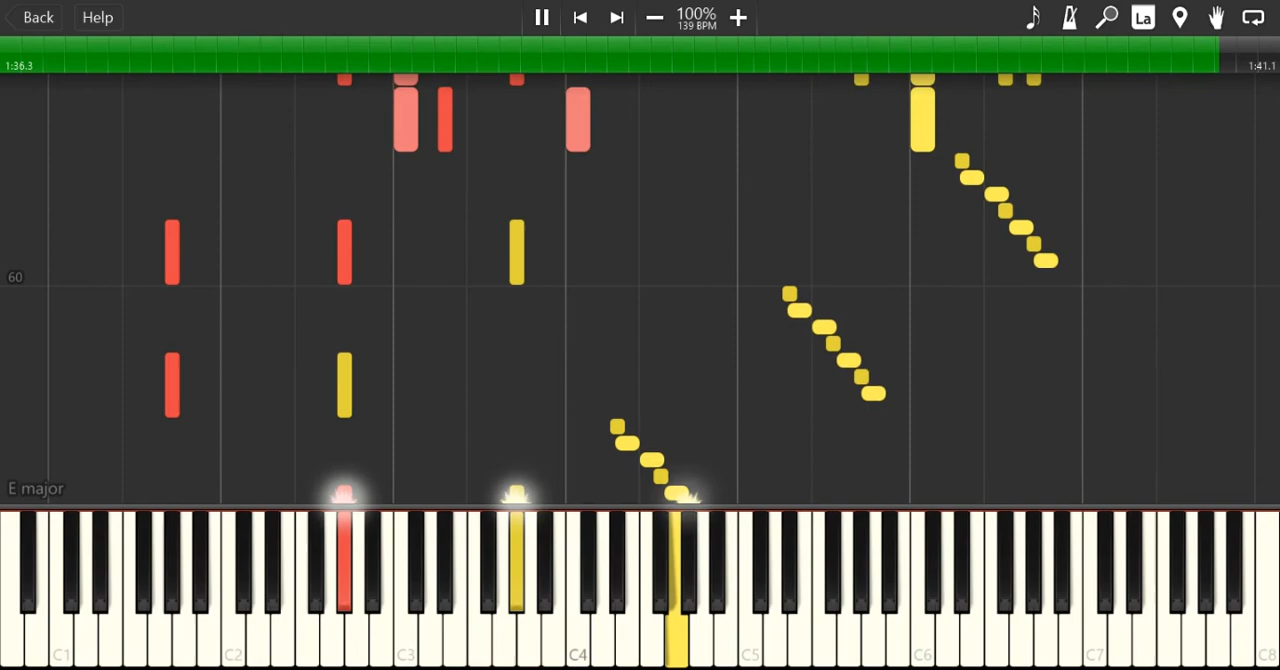 Back
Help
100%
139 BPM
La
1:36.3
1:41.1
60
E major
C1
C2
C3
C4
C5
C6
C7
C8